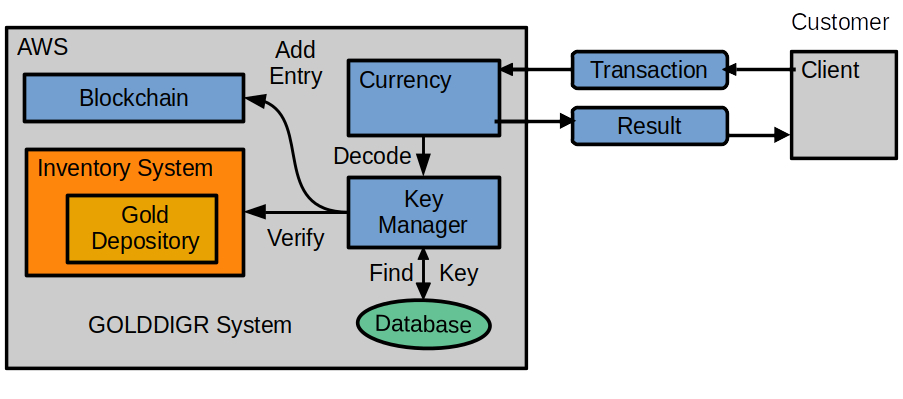 Customer
AWS
Add
Entry
Blockchain
Currency
Transaction
Client
Result
Decode
Inventory System
Gold
Depository
Key
Manager
Verify
Find
Key
Database
GOLDDIGR System